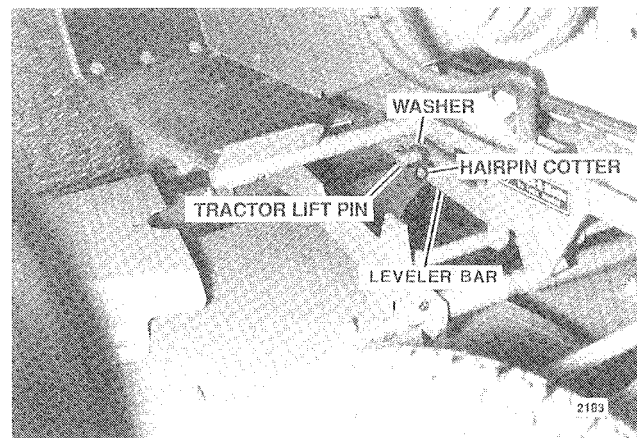 WASHER
HAIRPIN COTTER
TRACTOR LIFT PIN
LEVELER BAR
2183